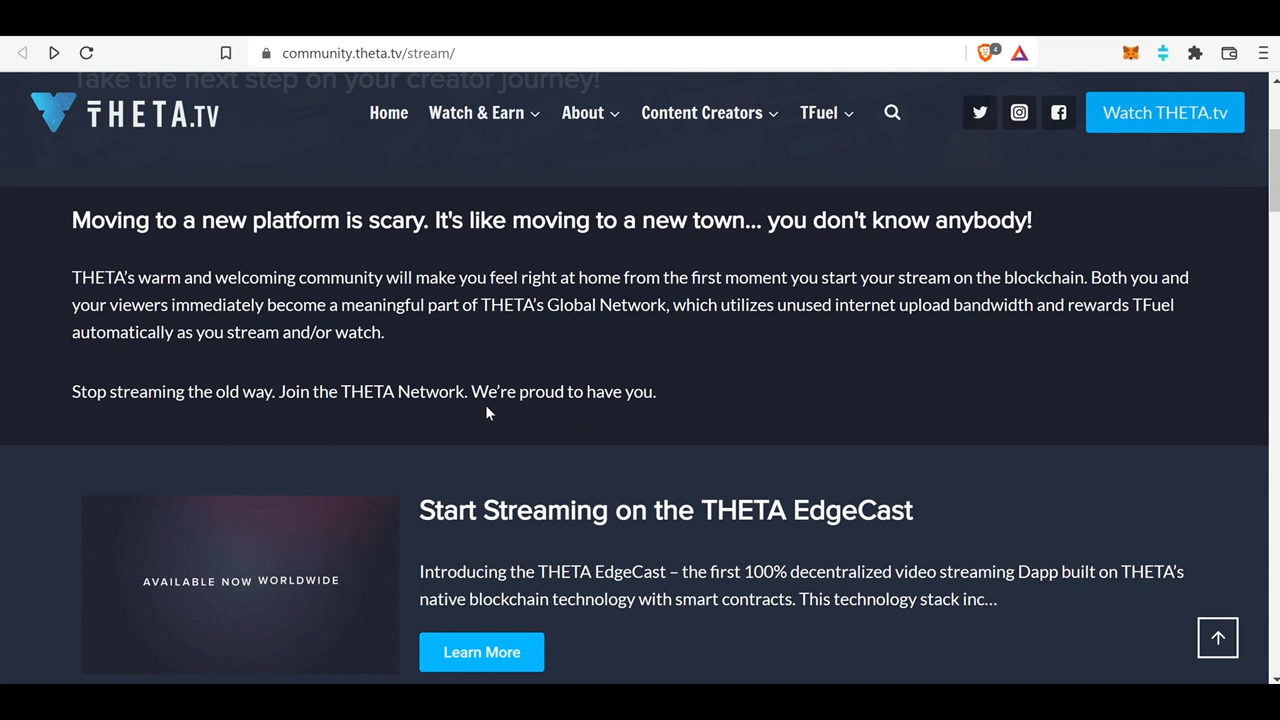 community.theta.tv/stream/
4
Take the next step on your creator journey!
THETA.TV
Home
Watch & Earn
About
Content Creators
TFuel
Watch THETA.tv
Moving to a new platform is scary. It's like moving to a new town... you don't know anybody!
THETA’s warm and welcoming community will make you feel right at home from the first moment you start your stream on the blockchain. Both you and
your viewers immediately become a meaningful part of THETA’s Global Network, which utilizes unused internet upload bandwidth and rewards TFuel
automatically as you stream and/or watch.
Stop streaming the old way. Join the THETA Network. We’re proud to have you.
AVAILABLE NOW WORLDWIDE
Start Streaming on the THETA EdgeCast
Introducing the THETA EdgeCast – the first 100% decentralized video streaming Dapp built on THETA’s
native blockchain technology with smart contracts. This technology stack inc…
Learn More